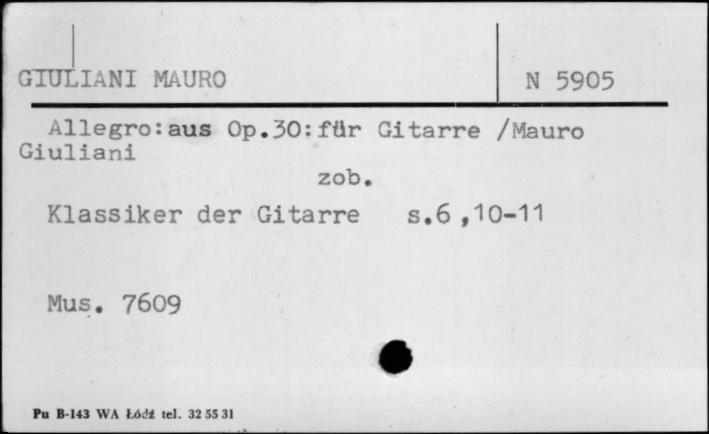 GIULIANI MAURO N 5905
Allegro:aus Op.30:für Gitarre /Mauro
Giuliani
zob.
Klassiker der Gitarre s.6 ,10-11
Mus. 7609
Pu B-143 WA Łódź tel. 32 55 31